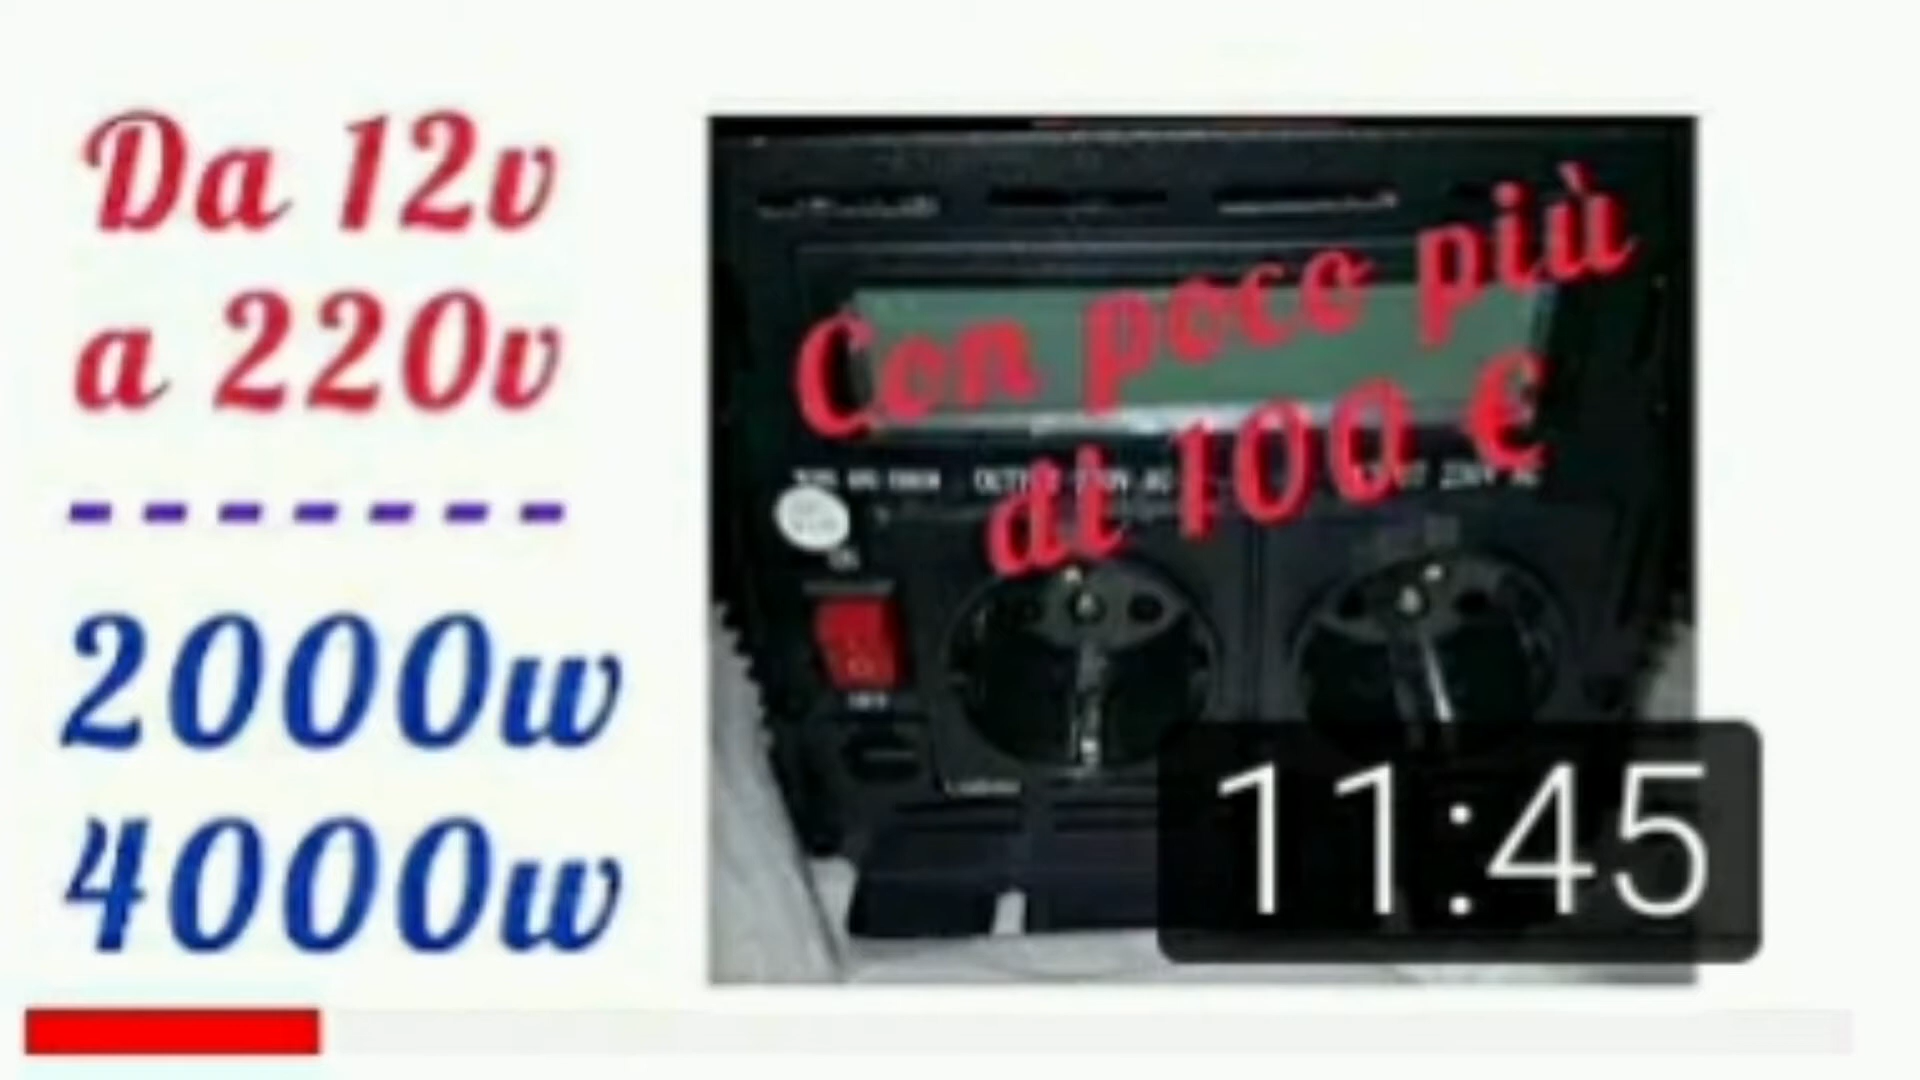 Da 12v
a 220v
-------
2000w
4000w
Con poco più
di 100 €
11:45